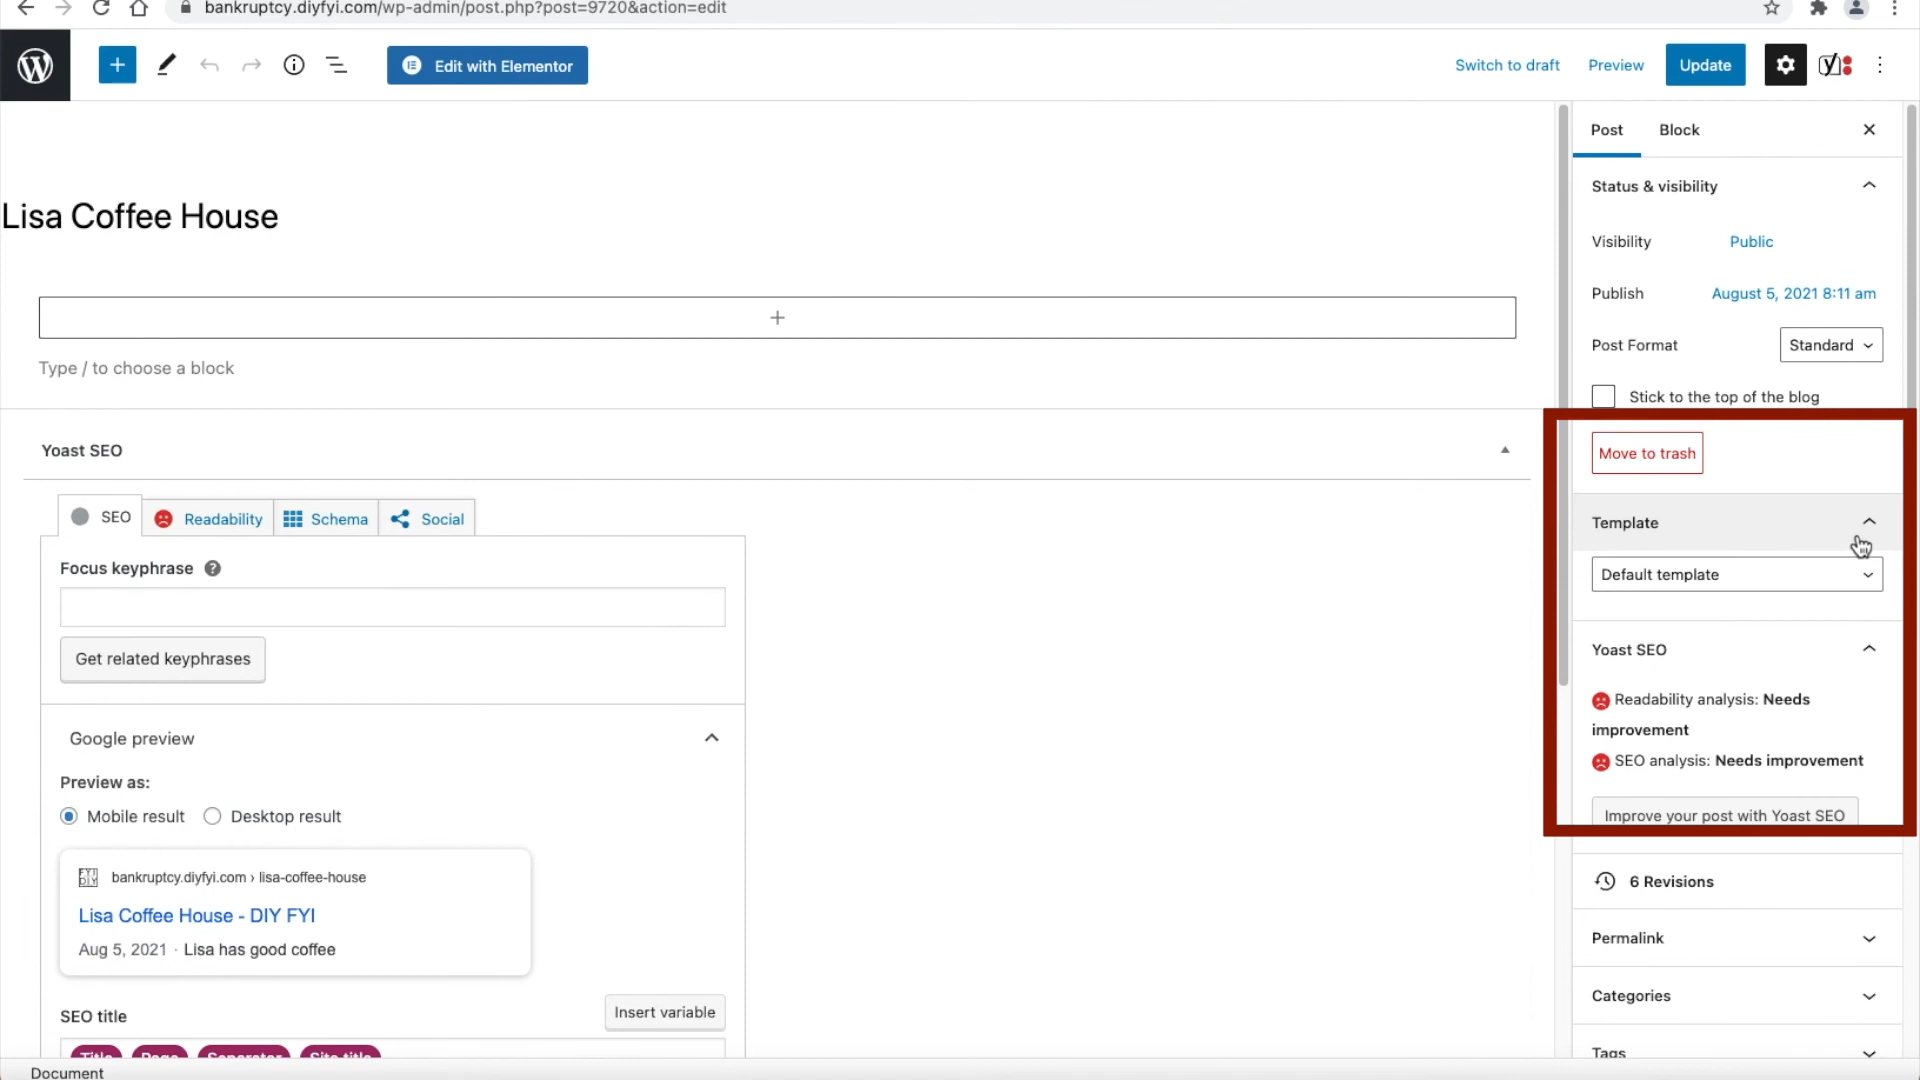 bankruptcy.diyfyi.com/wp-admin/post.php?post=9720&action=edit
Edit with Elementor
Switch to draft
Preview
Update
Post
Block
Lisa Coffee House
Type / to choose a block
Status & visibility
Visibility
Public
Publish
August 5, 2021 8:11 am
Post Format
Standard
Stick to the top of the blog
Move to trash
Template
Default template
Yoast SEO
Readability analysis: Needs
improvement
SEO analysis: Needs improvement
Improve your post with Yoast SEO
6 Revisions
Permalink
Categories
Tags
Yoast SEO
SEO
Readability
Schema
Social
Focus keyphrase
Get related keyphrases
Google preview
Preview as:
Mobile result
Desktop result
bankruptcy.diyfyi.com › lisa-coffee-house
Lisa Coffee House - DIY FYI
Aug 5, 2021 · Lisa has good coffee
SEO title
Insert variable
Title
Page
Separator
Site title
Document